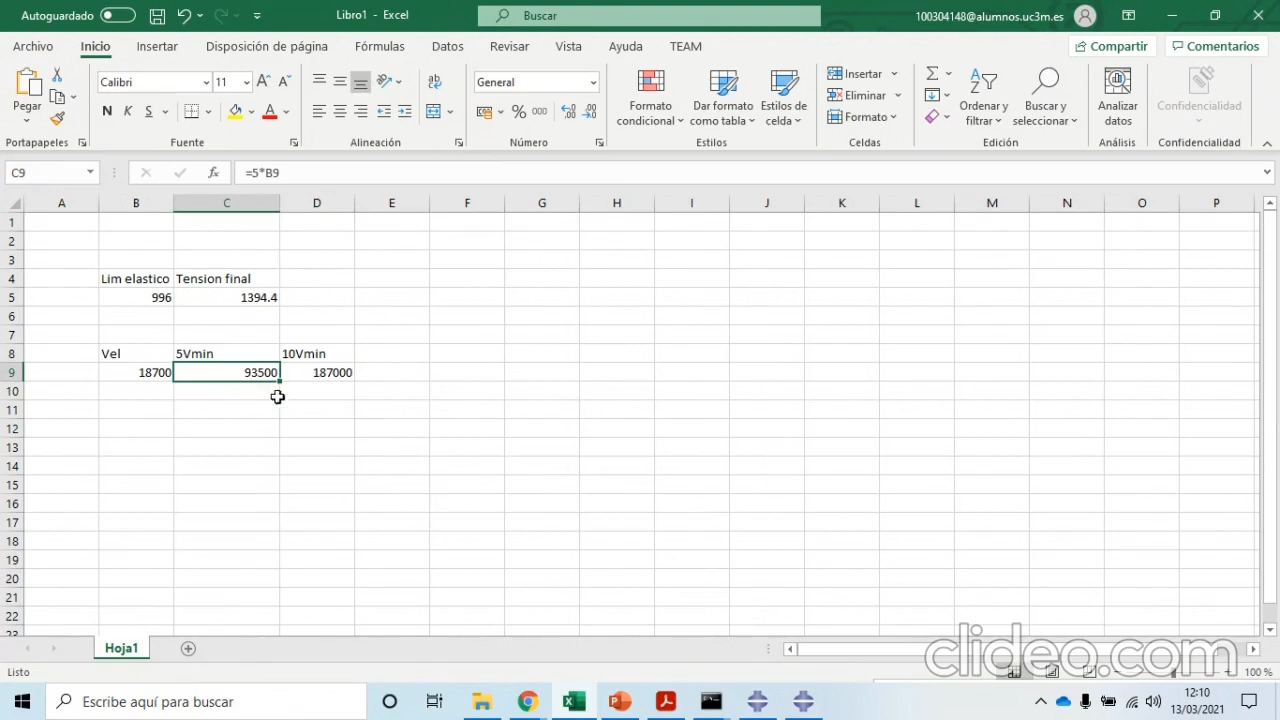 Autoguardado
Libro1 - Excel
Buscar
100304148@alumnos.uc3m.es
Archivo Inicio Insertar Disposición de página Fórmulas Datos Revisar Vista Ayuda TEAM
Compartir Comentarios
Pegar
Portapapeles
Calibri 11
N K S
Fuente
Alineación
General
% 000
Número
Formato condicional
Dar formato como tabla
Estilos de celda
Estilos
Insertar
Eliminar
Formato
Celdas
Ordenar y filtrar
Buscar y seleccionar
Edición
Analizar datos
Análisis
Confidencialidad
Confidencialidad
C9 fx =5*B9
A B C D E F G H I J K L M N O P
1
2
3
4 Lim elastico Tension final
5 996 1394.4
6
7
8 Vel 5Vmin 10Vmin
9 18700 93500 187000
10
11
12
13
14
15
16
17
18
19
20
21
22
23
Hoja1
Listo
100 %
clideo.com
Escribe aquí para buscar
12:10
13/03/2021